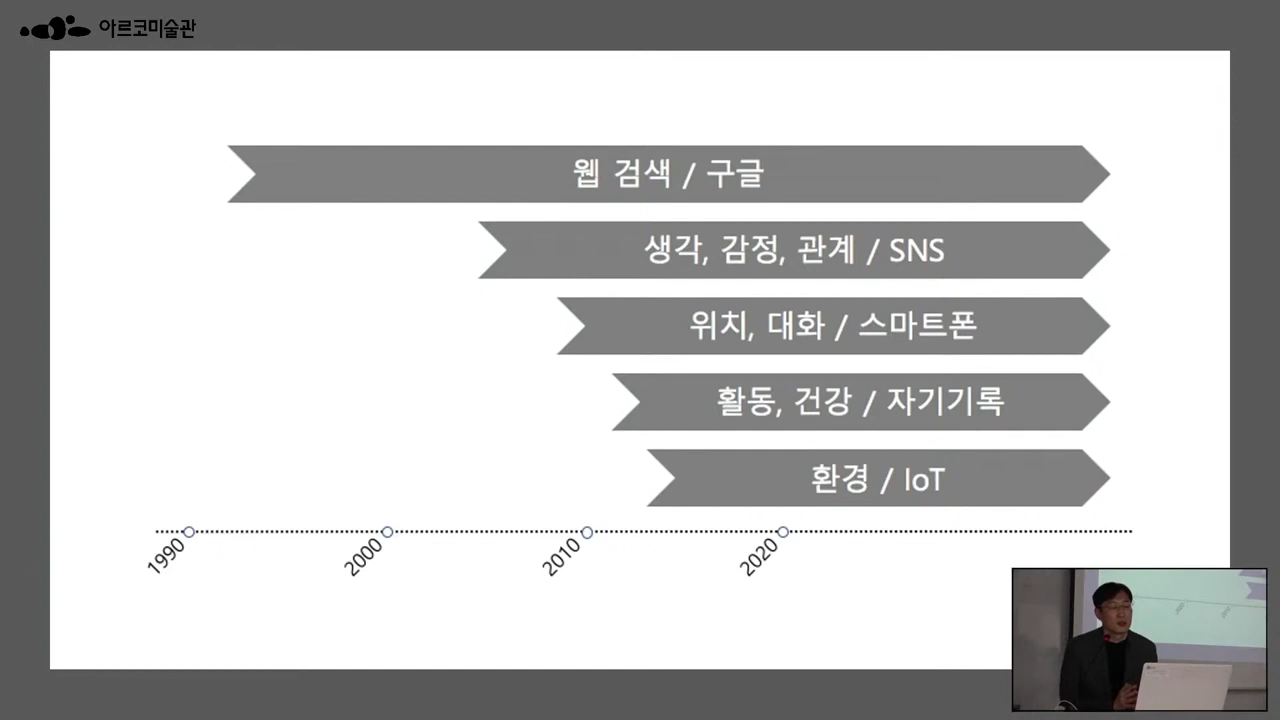 아르코미술관
웹 검색 / 구글
생각, 감정, 관계 / SNS
위치, 대화 / 스마트폰
활동, 건강 / 자기기록
환경 / IoT
1990
2000
2010
2020